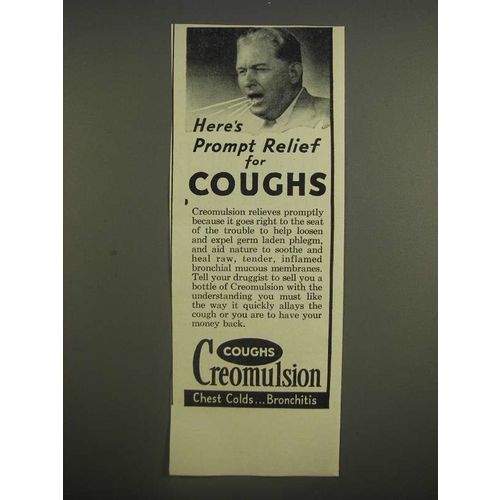 Here's
Prompt Relief
for
COUGHS
Creomulsion relieves promptly
because it goes right to the seat
of the trouble to help loosen
and expel germ laden phlegm,
and aid nature to soothe and
heal raw, tender, inflamed
bronchial mucous membranes.
Tell your druggist to sell you a
bottle of Creomulsion with the
understanding you must like
the way it quickly allays the
cough or you are to have your
money back.
COUGHS
Creomulsion
Chest Colds...Bronchitis